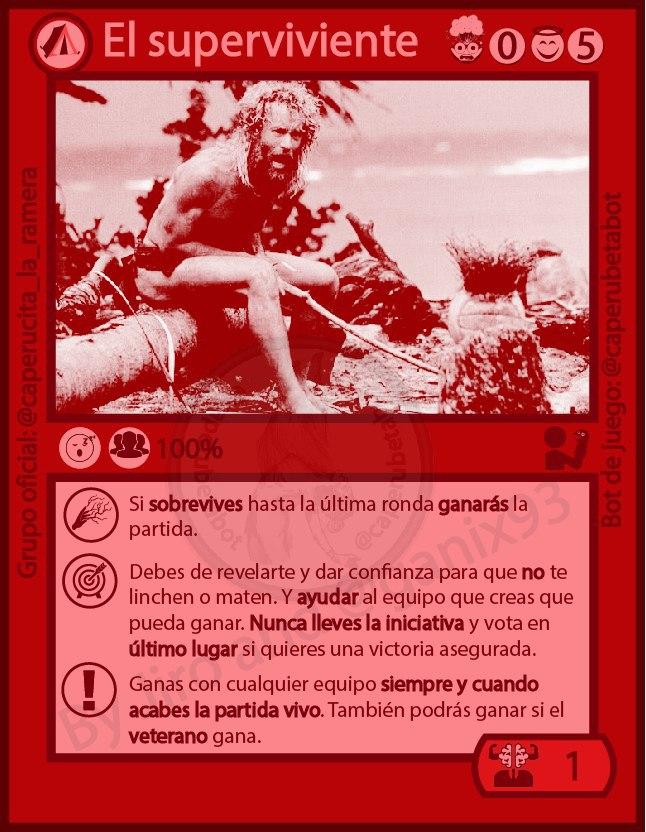 El superviviente
0
5
Grupo oficial:@caperucita_la_ramera
Bot de juego: @caperubetabot
100%
Si sobrevives hasta la última ronda ganarás la
partida.
Debes de revelarte y dar confianza para que no te
linchen o maten. Y ayudar al equipo que creas que
pueda ganar. Nunca lleves la iniciativa y vota en
último lugar si quieres una victoria asegurada.
Ganas con cualquier equipo siempre y cuando
acabes la partida vivo. También podrás ganar si el
veterano gana.
1